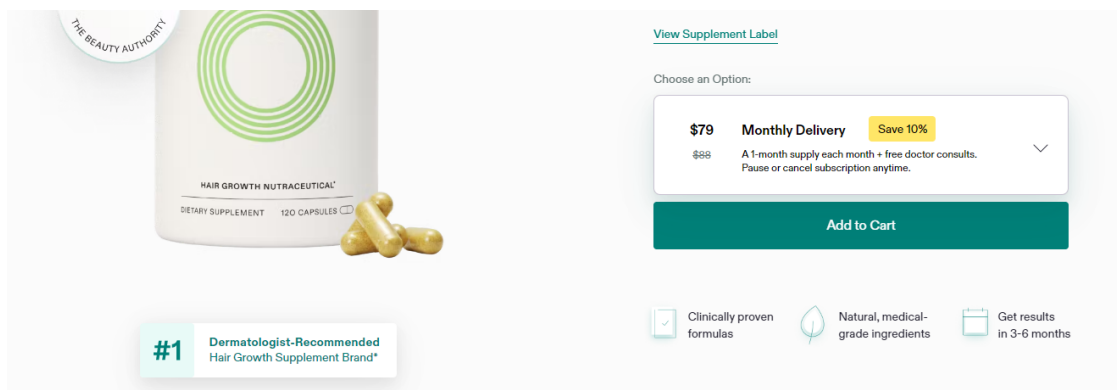 THE BEAUTY AUTHORITY
HAIR GROWTH NUTRACEUTICAL*
DIETARY SUPPLEMENT 120 CAPSULES
#1
Dermatologist-Recommended
Hair Growth Supplement Brand*
View Supplement Label
Choose an Option:
$79 Monthly Delivery Save 10%
$88 A 1-month supply each month + free doctor consults.
Pause or cancel subscription anytime.
Add to Cart
Clinically proven
formulas
Natural, medical-
grade ingredients
Get results
in 3-6 months